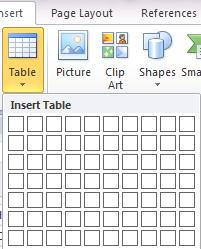 nsert Page Layout References
Table Picture Clip Art Shapes Sma
Insert Table